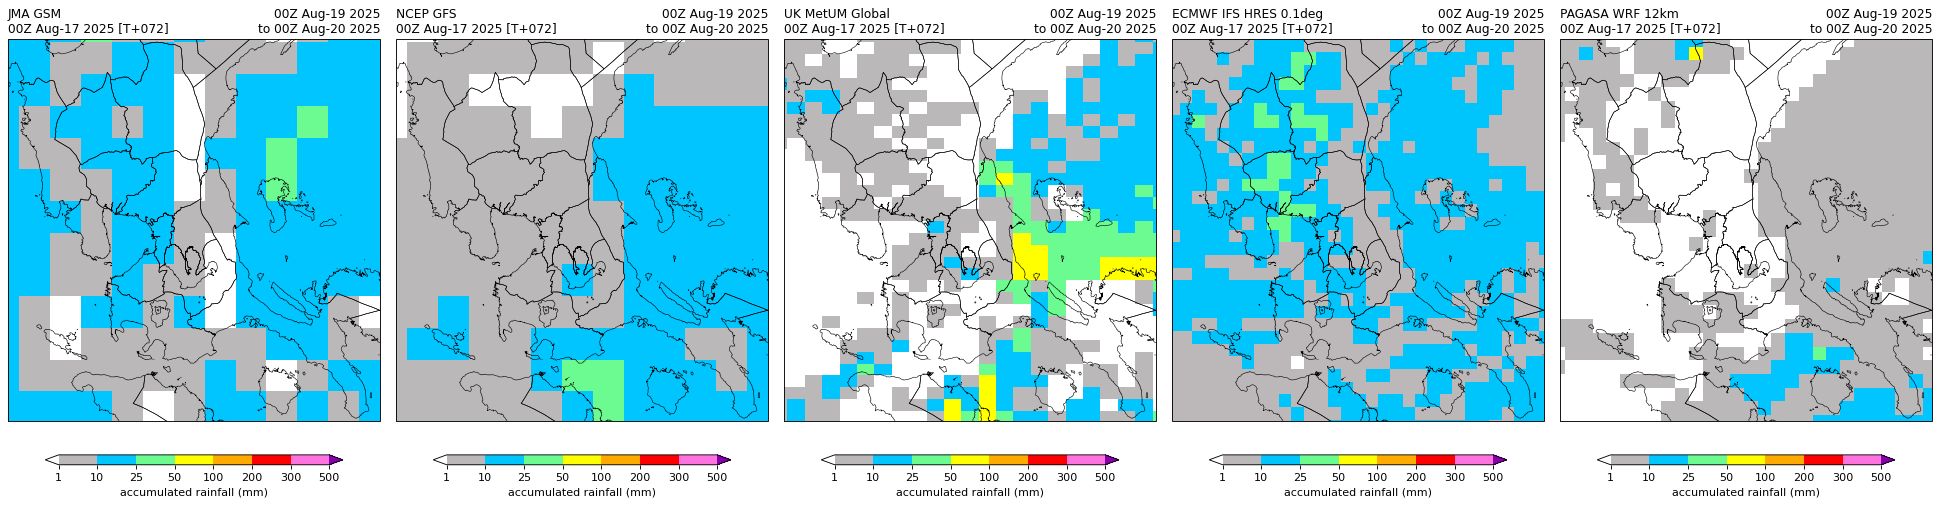 JMA GSM 00Z Aug-19 2025
00Z Aug-17 2025 [T+072] to 00Z Aug-20 2025
1 10 25 50 100 200 300 500
accumulated rainfall (mm)
NCEP GFS 00Z Aug-19 2025
00Z Aug-17 2025 [T+072] to 00Z Aug-20 2025
1 10 25 50 100 200 300 500
accumulated rainfall (mm)
UK MetUM Global 00Z Aug-19 2025
00Z Aug-17 2025 [T+072] to 00Z Aug-20 2025
1 10 25 50 100 200 300 500
accumulated rainfall (mm)
ECMWF IFS HRES 0.1deg 00Z Aug-19 2025
00Z Aug-17 2025 [T+072] to 00Z Aug-20 2025
1 10 25 50 100 200 300 500
accumulated rainfall (mm)
PAGASA WRF 12km 00Z Aug-19 2025
00Z Aug-17 2025 [T+072] to 00Z Aug-20 2025
1 10 25 50 100 200 300 500
accumulated rainfall (mm)